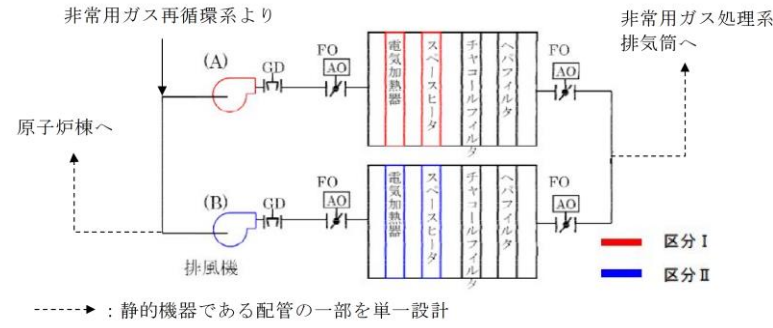 非常用ガス再循環系より
非常用ガス処理系
排気筒へ
(A)
GD
FO
AO
電気加熱器
スペースヒータ
チャコールフィルタ
ヘパフィルタ
FO
AO
原子炉棟へ
(B)
GD
FO
AO
電気加熱器
スペースヒータ
チャコールフィルタ
ヘパフィルタ
FO
AO
排風機
区分Ⅰ
区分Ⅱ
：静的機器である配管の一部を単一設計